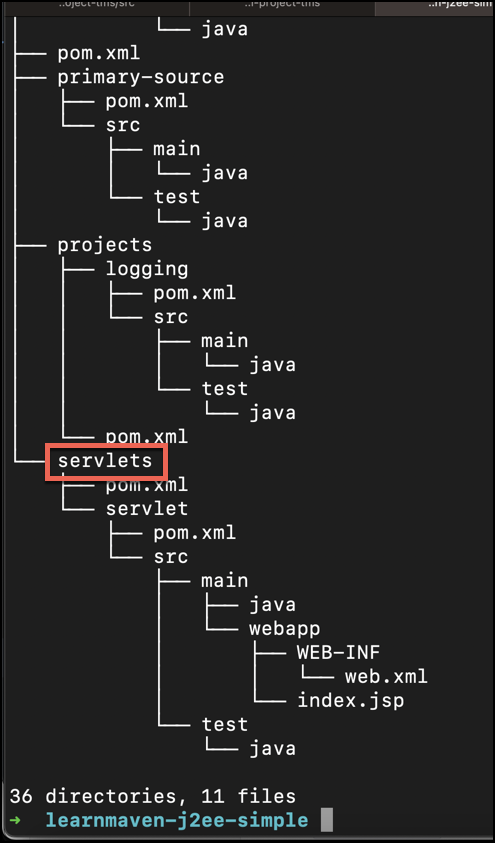 ..oject-tms/src ..l-project-tms ..n-j2ee-sim
└── java
├── pom.xml
├── primary-source
│   ├── pom.xml
│   └── src
│       ├── main
│       │   └── java
│       └── test
│           └── java
├── projects
│   ├── logging
│   │   ├── pom.xml
│   │   └── src
│   │       ├── main
│   │       │   └── java
│   │       └── test
│   │           └── java
│   └── pom.xml
└── servlets
    ├── pom.xml
    └── servlet
        ├── pom.xml
        └── src
            ├── main
            │   ├── java
            │   └── webapp
            │       ├── WEB-INF
            │       │   └── web.xml
            │       └── index.jsp
            └── test
                └── java
36 directories, 11 files
→ learnmaven-j2ee-simple